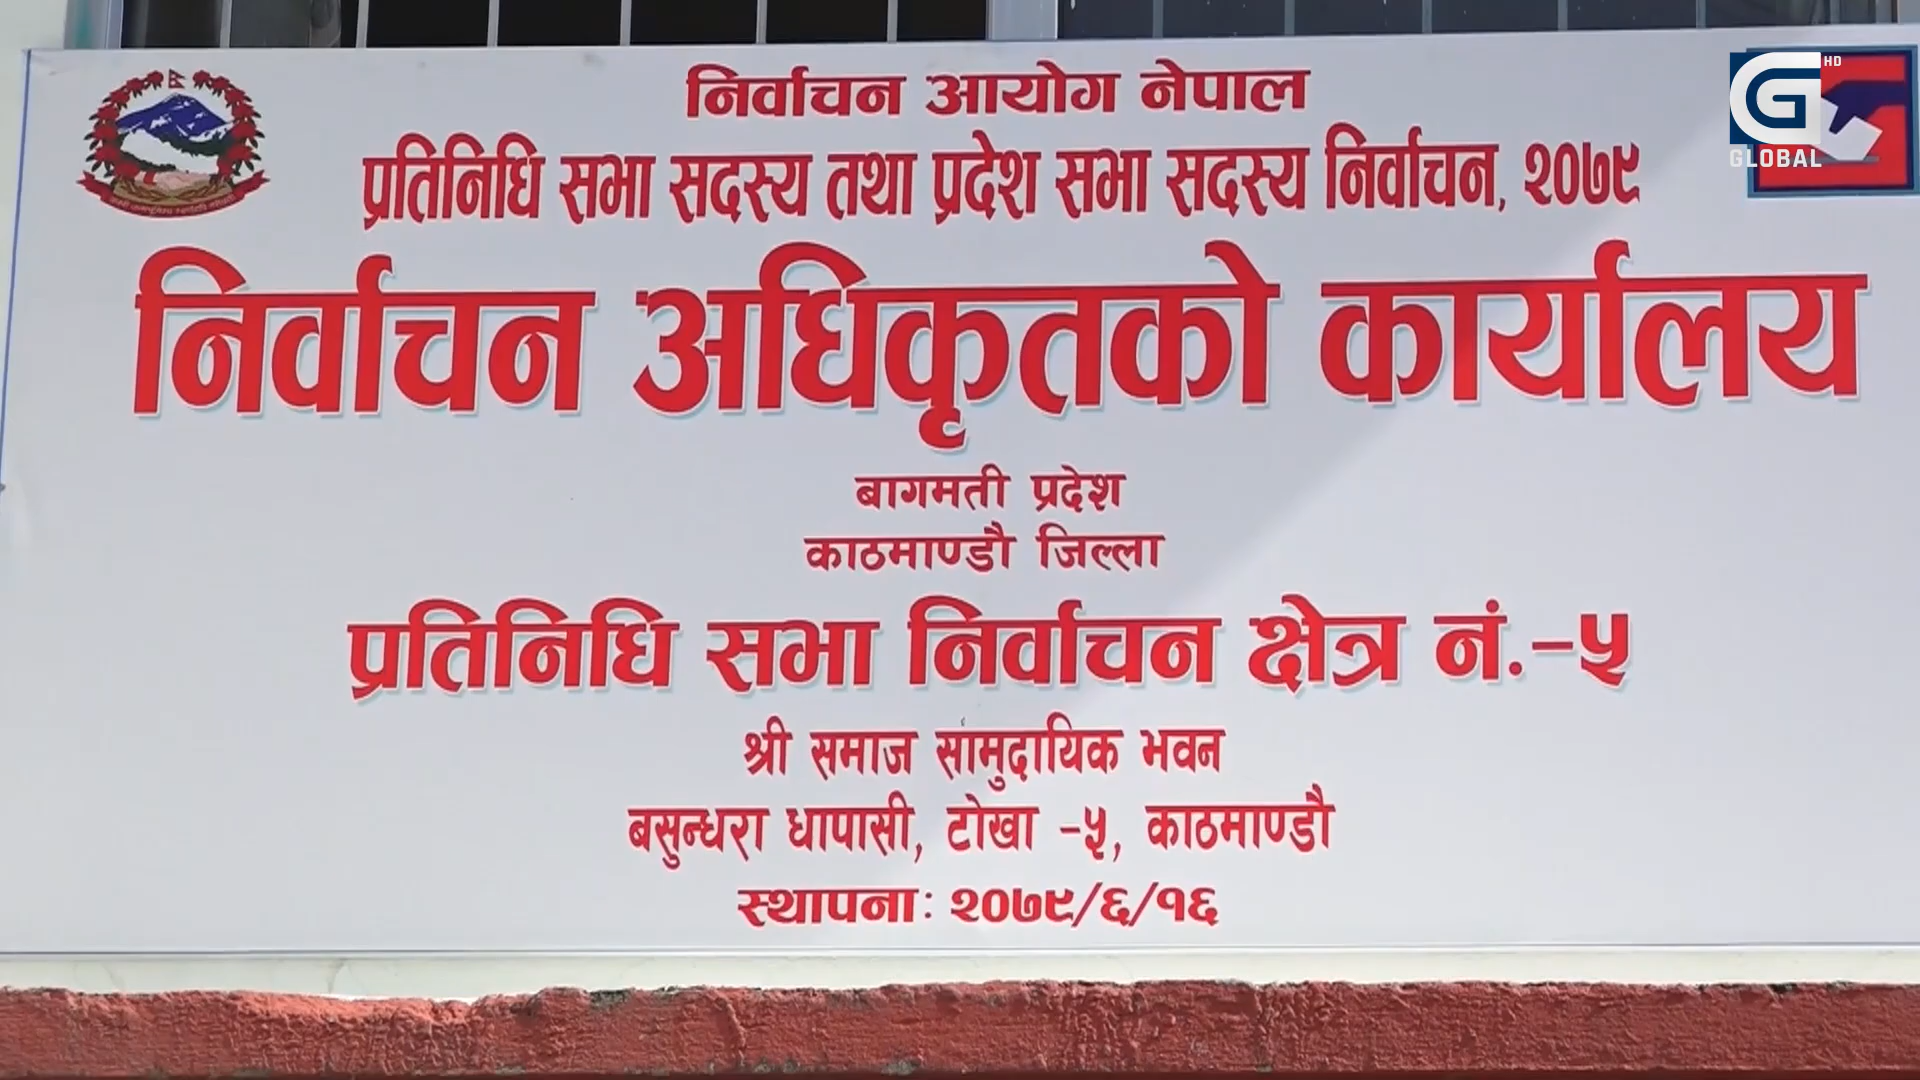 निर्वाचन आयोग नेपाल
प्रतिनिधि सभा सदस्य तथा प्रदेश सभा सदस्य निर्वाचन, २०७९
निर्वाचन अधिकृतको कार्यालय
बागमती प्रदेश
काठमाण्डौ जिल्ला
प्रतिनिधि सभा निर्वाचन क्षेत्र नं.-५
श्री समाज सामुदायिक भवन
बसुन्धरा धापासी, टोखा -५, काठमाण्डौ
स्थापनाः २०७९/६/१६
G HD
GLOBAL